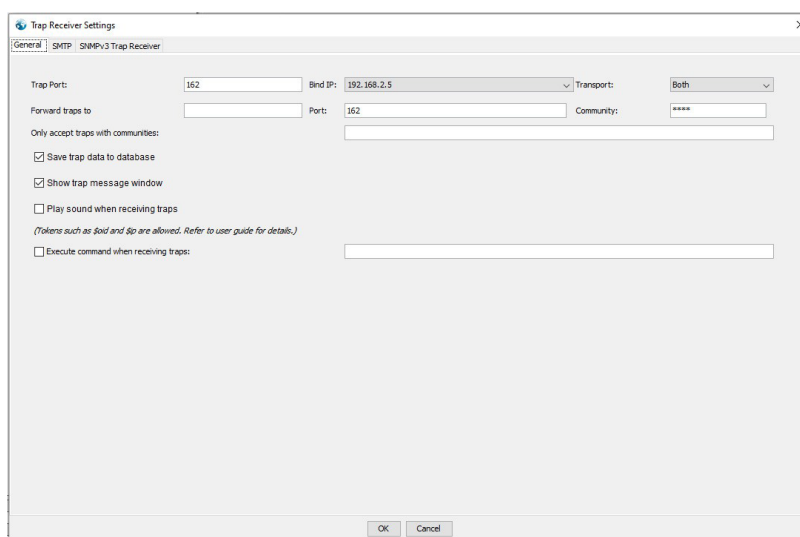 Trap Receiver Settings
General SMTP SNMPv3 Trap Receiver
Trap Port: 162 Bind IP: 192.168.2.5 Transport: Both
Forward traps to Port: 162 Community: ****
Only accept traps with communities:
Save trap data to database
Show trap message window
Play sound when receiving traps
(Tokens such as $oid and $ip are allowed. Refer to user guide for details.)
Execute command when receiving traps:
OK Cancel